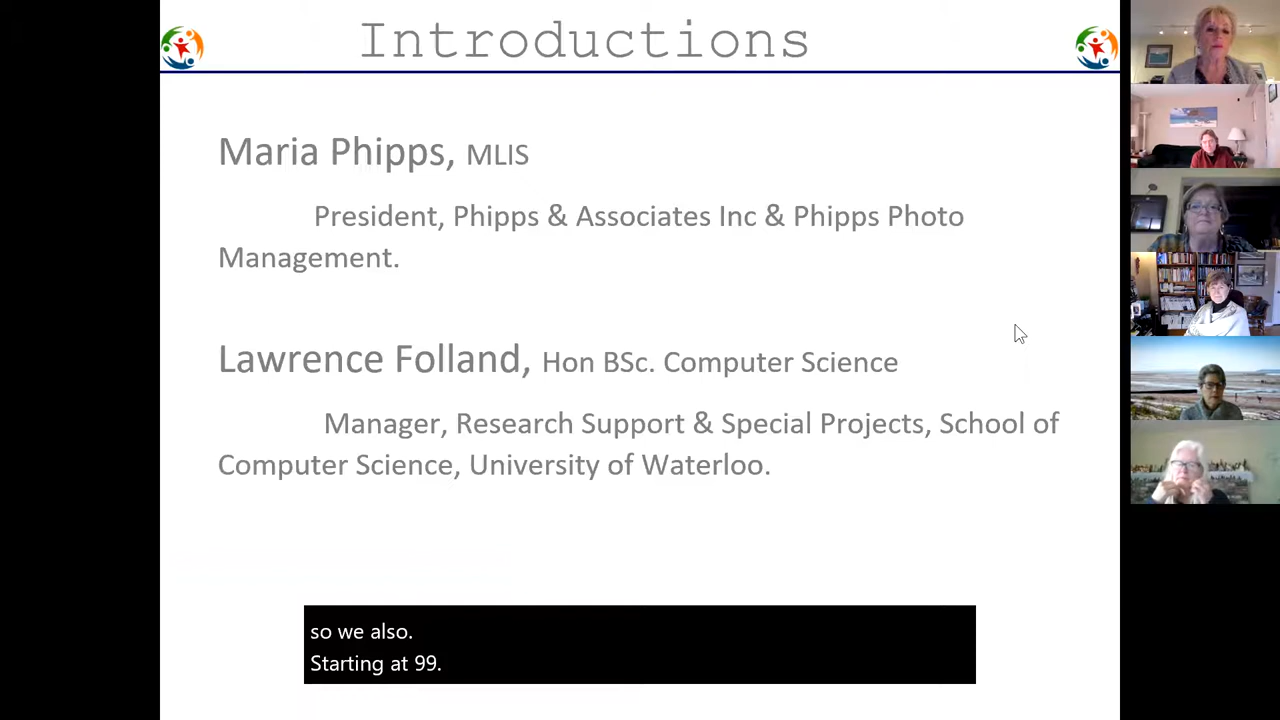 Introductions
Maria Phipps, MLIS
President, Phipps & Associates Inc & Phipps Photo
Management.
Lawrence Folland, Hon BSc. Computer Science
Manager, Research Support & Special Projects, School of
Computer Science, University of Waterloo.
so we also.
Starting at 99.